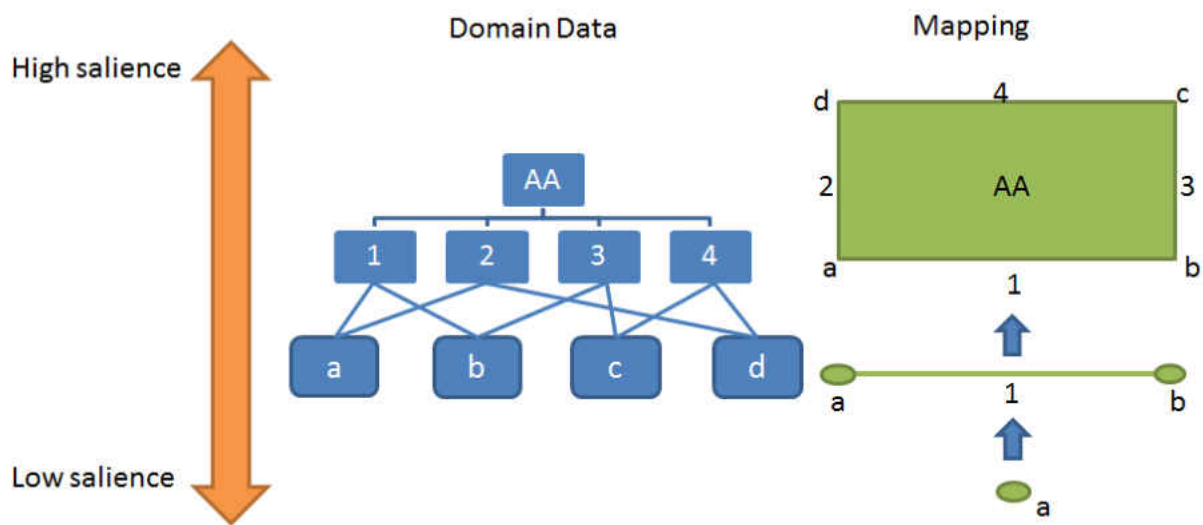 Domain Data
Mapping
High salience
d 4 c
AA
2 AA 3
1 2 3 4
a b
1
a b c d
a 1 b
Low salience
a